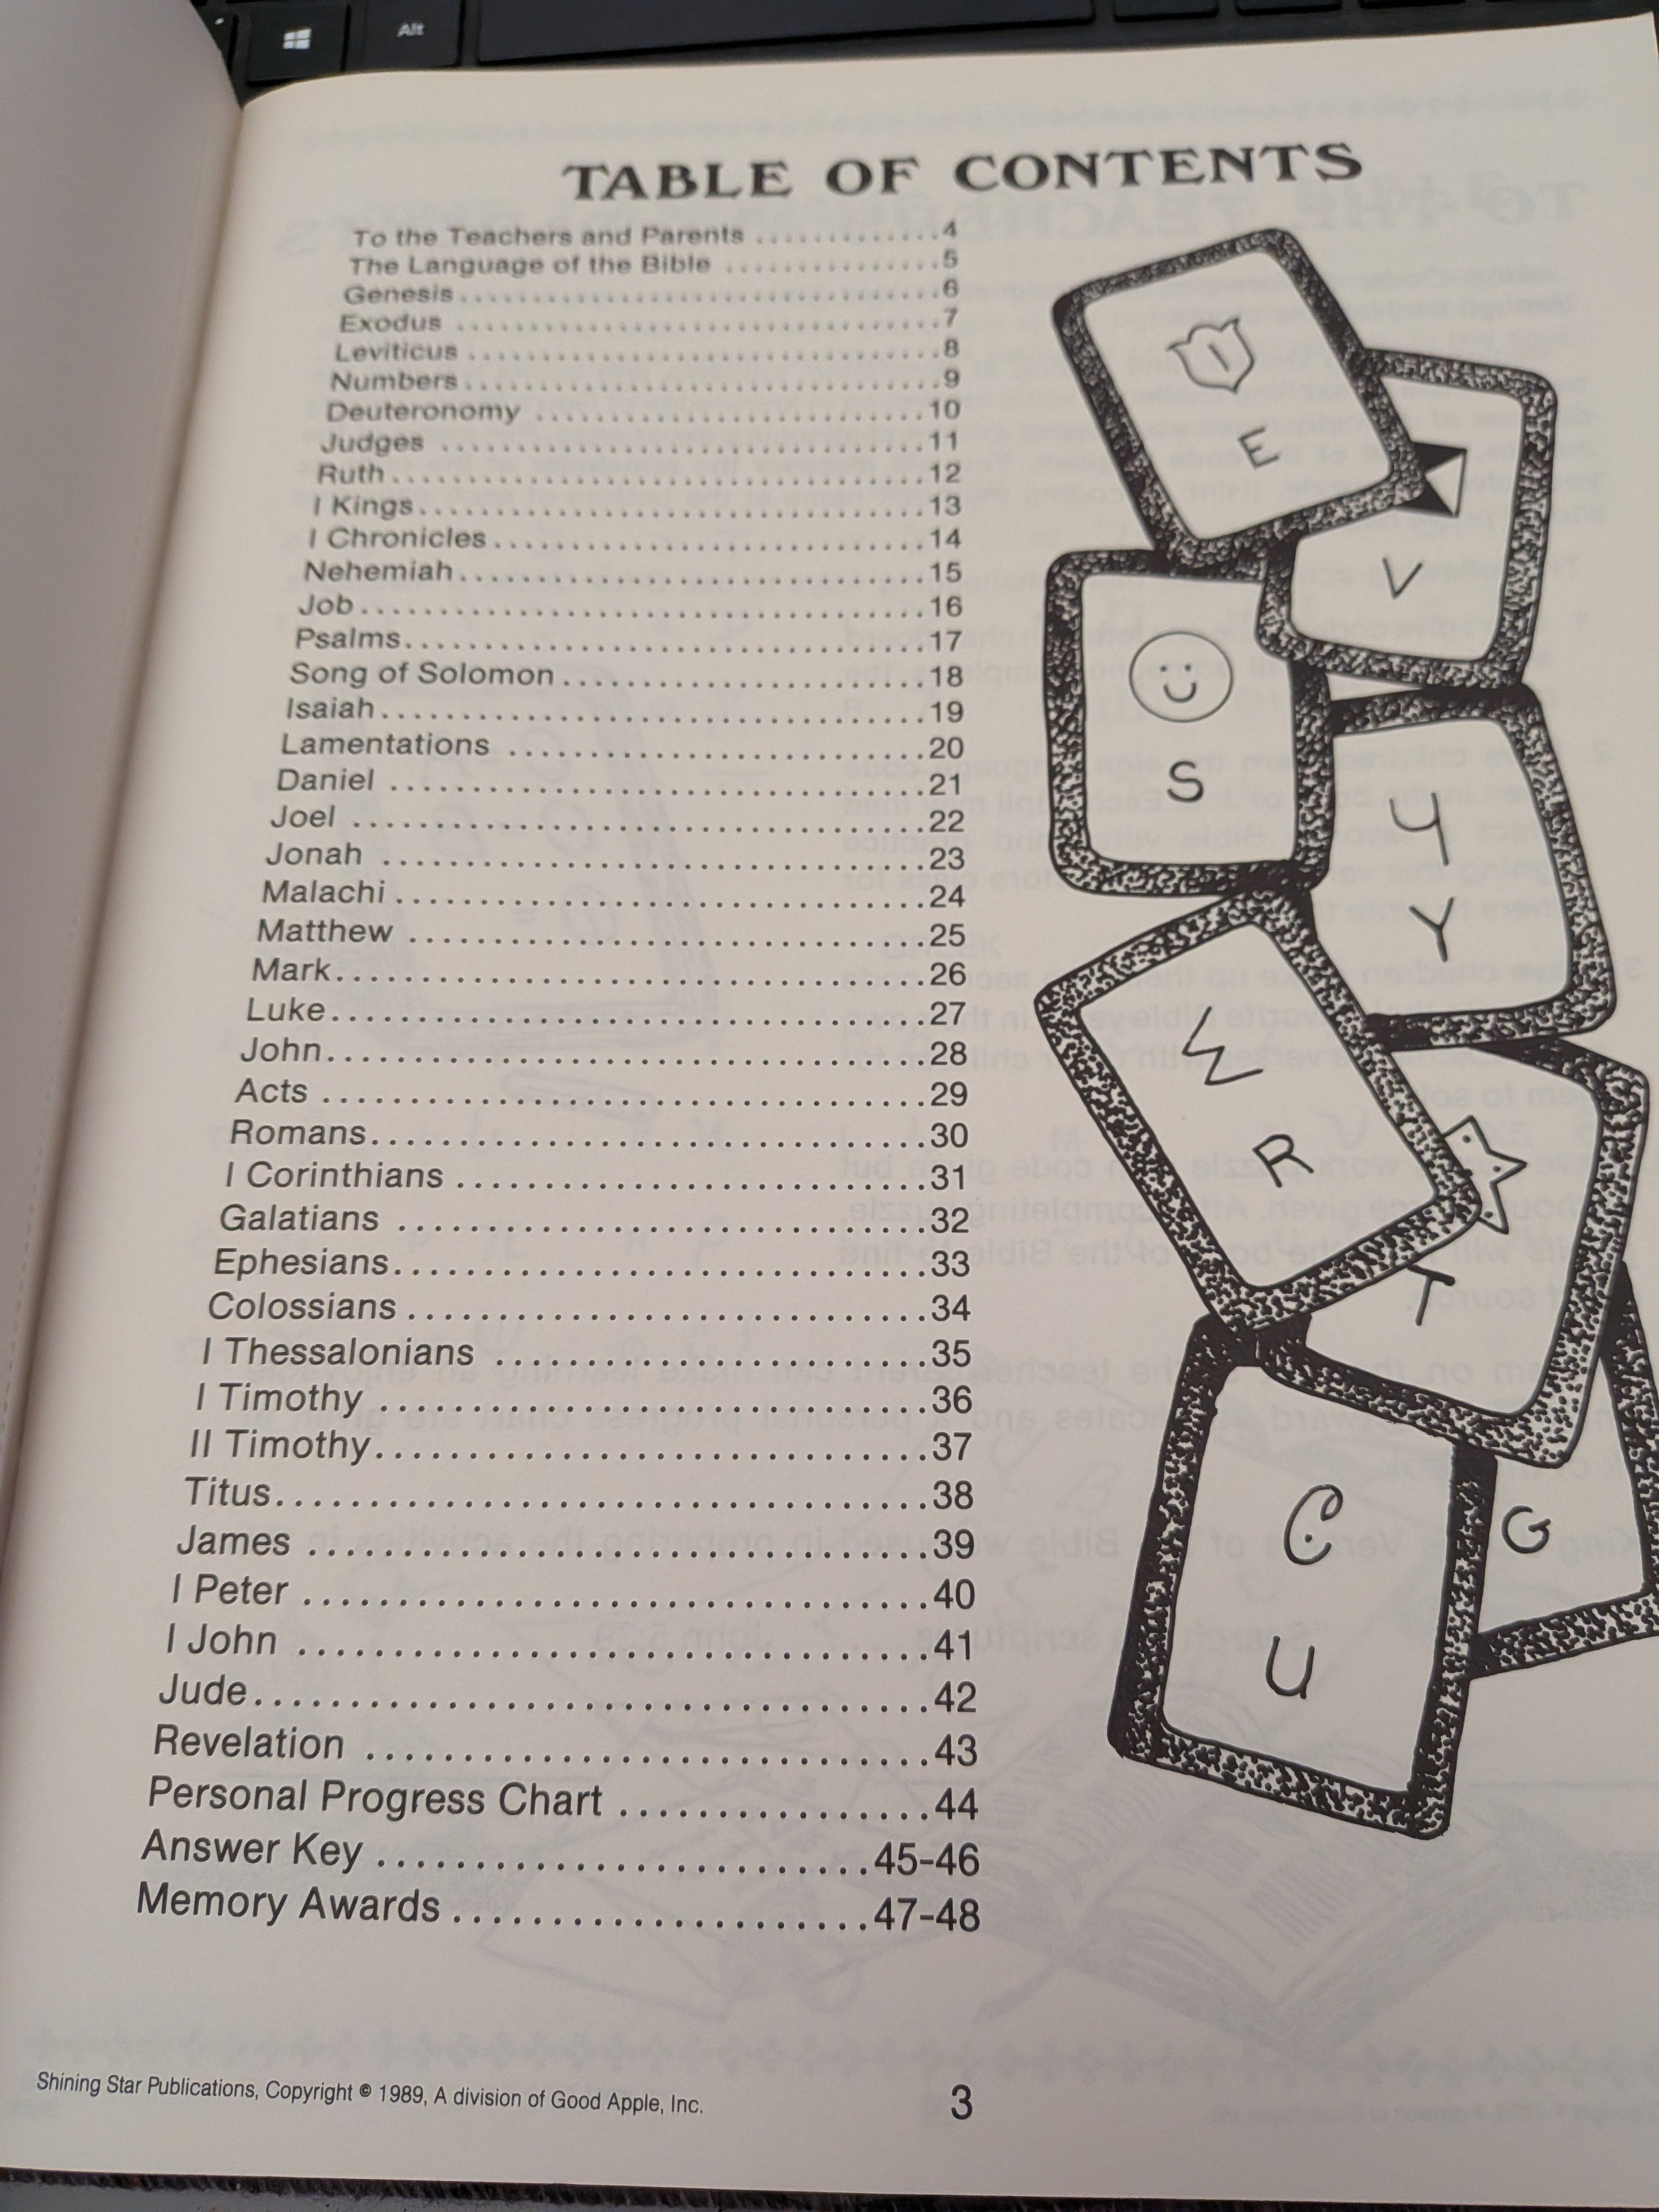 Alt
TABLE OF CONTENTS
To the Teachers and Parents .............4
The Language of the Bible ...............5
Genesis.................................6
Exodus .................................7
Leviticus ................................8
Numbers................................9
Deuteronomy ...........................10
Judges .................................11
Ruth....................................12
I Kings..................................13
I Chronicles.............................14
Nehemiah...............................15
Job.....................................16
Psalms..................................17
Song of Solomon........................18
Isaiah...................................19
Lamentations ...........................20
Daniel ..................................21
Joel ....................................22
Jonah ..................................23
Malachi .................................24
Matthew ................................25
Mark....................................26
Luke....................................27
John....................................28
Acts ....................................29
Romans.................................30
I Corinthians ............................31
Galatians ...............................32
Ephesians...............................33
Colossians ..............................34
I Thessalonians .........................35
I Timothy ...............................36
II Timothy...............................37
Titus....................................38
James ..................................39
I Peter ..................................40
I John ..................................41
Jude....................................42
Revelation ..............................43
Personal Progress Chart ................44
Answer Key .........................45-46
Memory Awards .....................47-48
E
V
S
Y
R
T
G
U
Shining Star Publications, Copyright © 1989, A division of Good Apple, Inc.
3